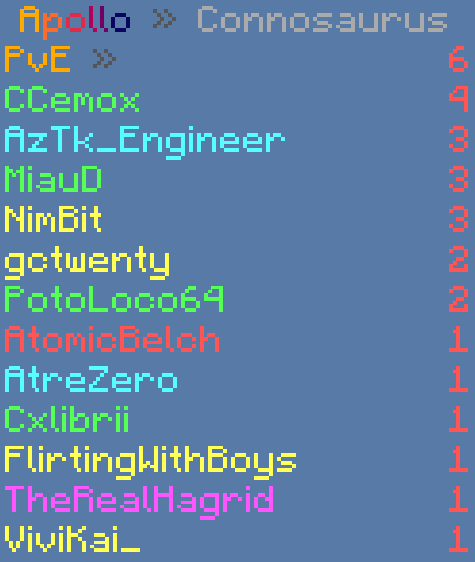 Apollo » Connosaurus
PvE » 6
CCemox 4
AzTk_Engineer 3
MiauD 3
NimBit 3
gctwenty 2
PotoLoco64 2
AtomicBelch 1
AtreZero 1
Cxlibrii 1
FlirtingWithBoys 1
TheRealHagrid 1
ViviKai_ 1